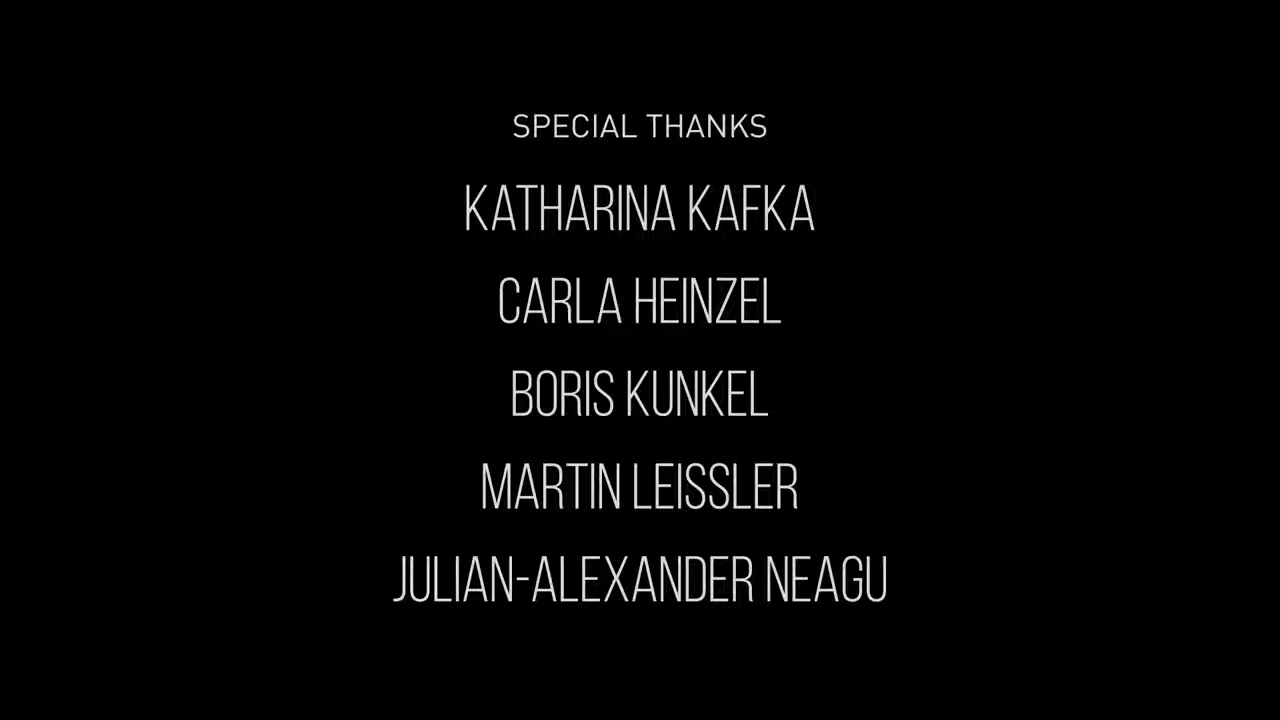 SPECIAL THANKS
KATHARINA KAFKA
CARLA HEINZEL
BORIS KUNKEL
MARTIN LEISSLER
JULIAN-ALEXANDER NEAGU